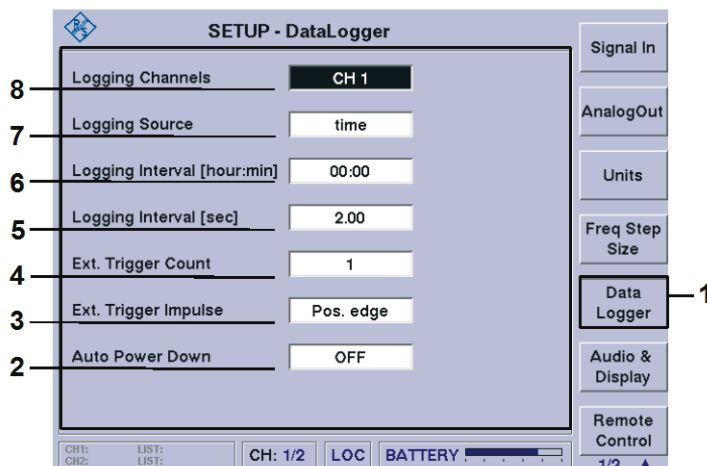 SETUP - DataLogger
8 Logging Channels CH 1
7 Logging Source time
6 Logging Interval [hour:min] 00:00
5 Logging Interval [sec] 2.00
4 Ext. Trigger Count 1
3 Ext. Trigger Impulse Pos. edge
2 Auto Power Down OFF
Signal In
AnalogOut
Units
Freq Step
Size
Data
Logger
1
Audio &
Display
Remote
Control
1/2
CH1: LIST:
CH2: LIST:
CH: 1/2
LOC
BATTERY